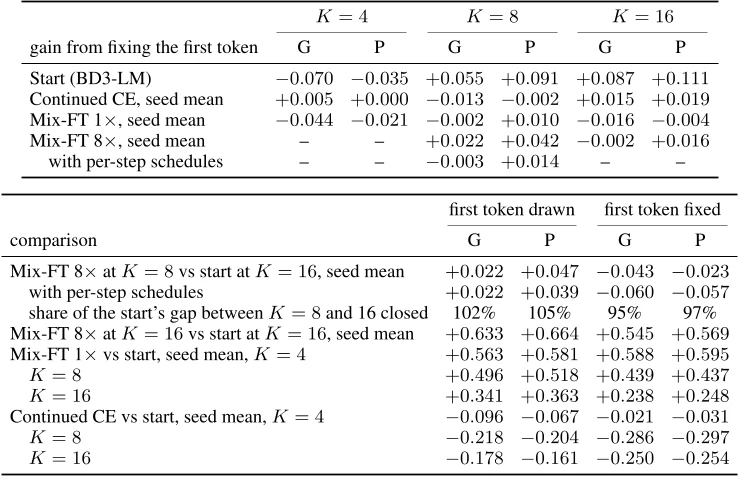 K = 4 K = 8 K = 16
gain from fixing the first token G P G P G P
Start (BD3-LM) −0.070 −0.035 +0.055 +0.091 +0.087 +0.111
Continued CE, seed mean +0.005 +0.000 −0.013 −0.002 +0.015 +0.019
Mix-FT 1×, seed mean −0.044 −0.021 −0.002 +0.010 −0.016 −0.004
Mix-FT 8×, seed mean – – +0.022 +0.042 −0.002 +0.016
with per-step schedules – – −0.003 +0.014 – –
first token drawn first token fixed
comparison G P G P
Mix-FT 8× at K = 8 vs start at K = 16, seed mean +0.022 +0.047 −0.043 −0.023
with per-step schedules +0.022 +0.039 −0.060 −0.057
share of the start's gap between K = 8 and 16 closed 102% 105% 95% 97%
Mix-FT 8× at K = 16 vs start at K = 16, seed mean +0.633 +0.664 +0.545 +0.569
Mix-FT 1× vs start, seed mean, K = 4 +0.563 +0.581 +0.588 +0.595
K = 8 +0.496 +0.518 +0.439 +0.437
K = 16 +0.341 +0.363 +0.238 +0.248
Continued CE vs start, seed mean, K = 4 −0.096 −0.067 −0.021 −0.031
K = 8 −0.218 −0.204 −0.286 −0.297
K = 16 −0.178 −0.161 −0.250 −0.254